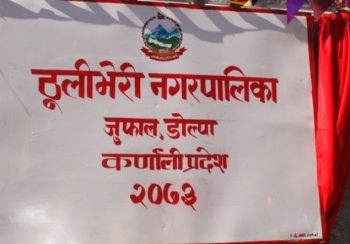 ठूलीभेरी नगरपालिका
जुफाल, डोल्पा
कर्णाली प्रदेश
२०७३